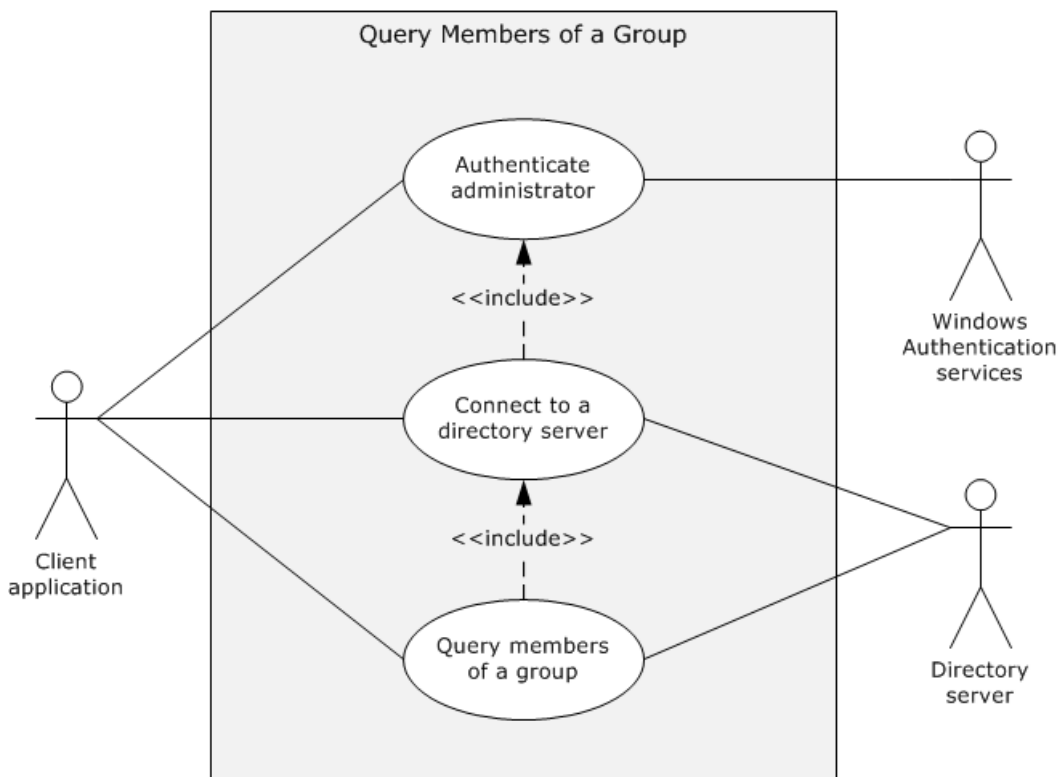 Query Members of a Group
Authenticate
administrator
<<include>>
Windows
Authentication
services
Connect to a
directory server
<<include>>
Client
application
Query members
of a group
Directory
server